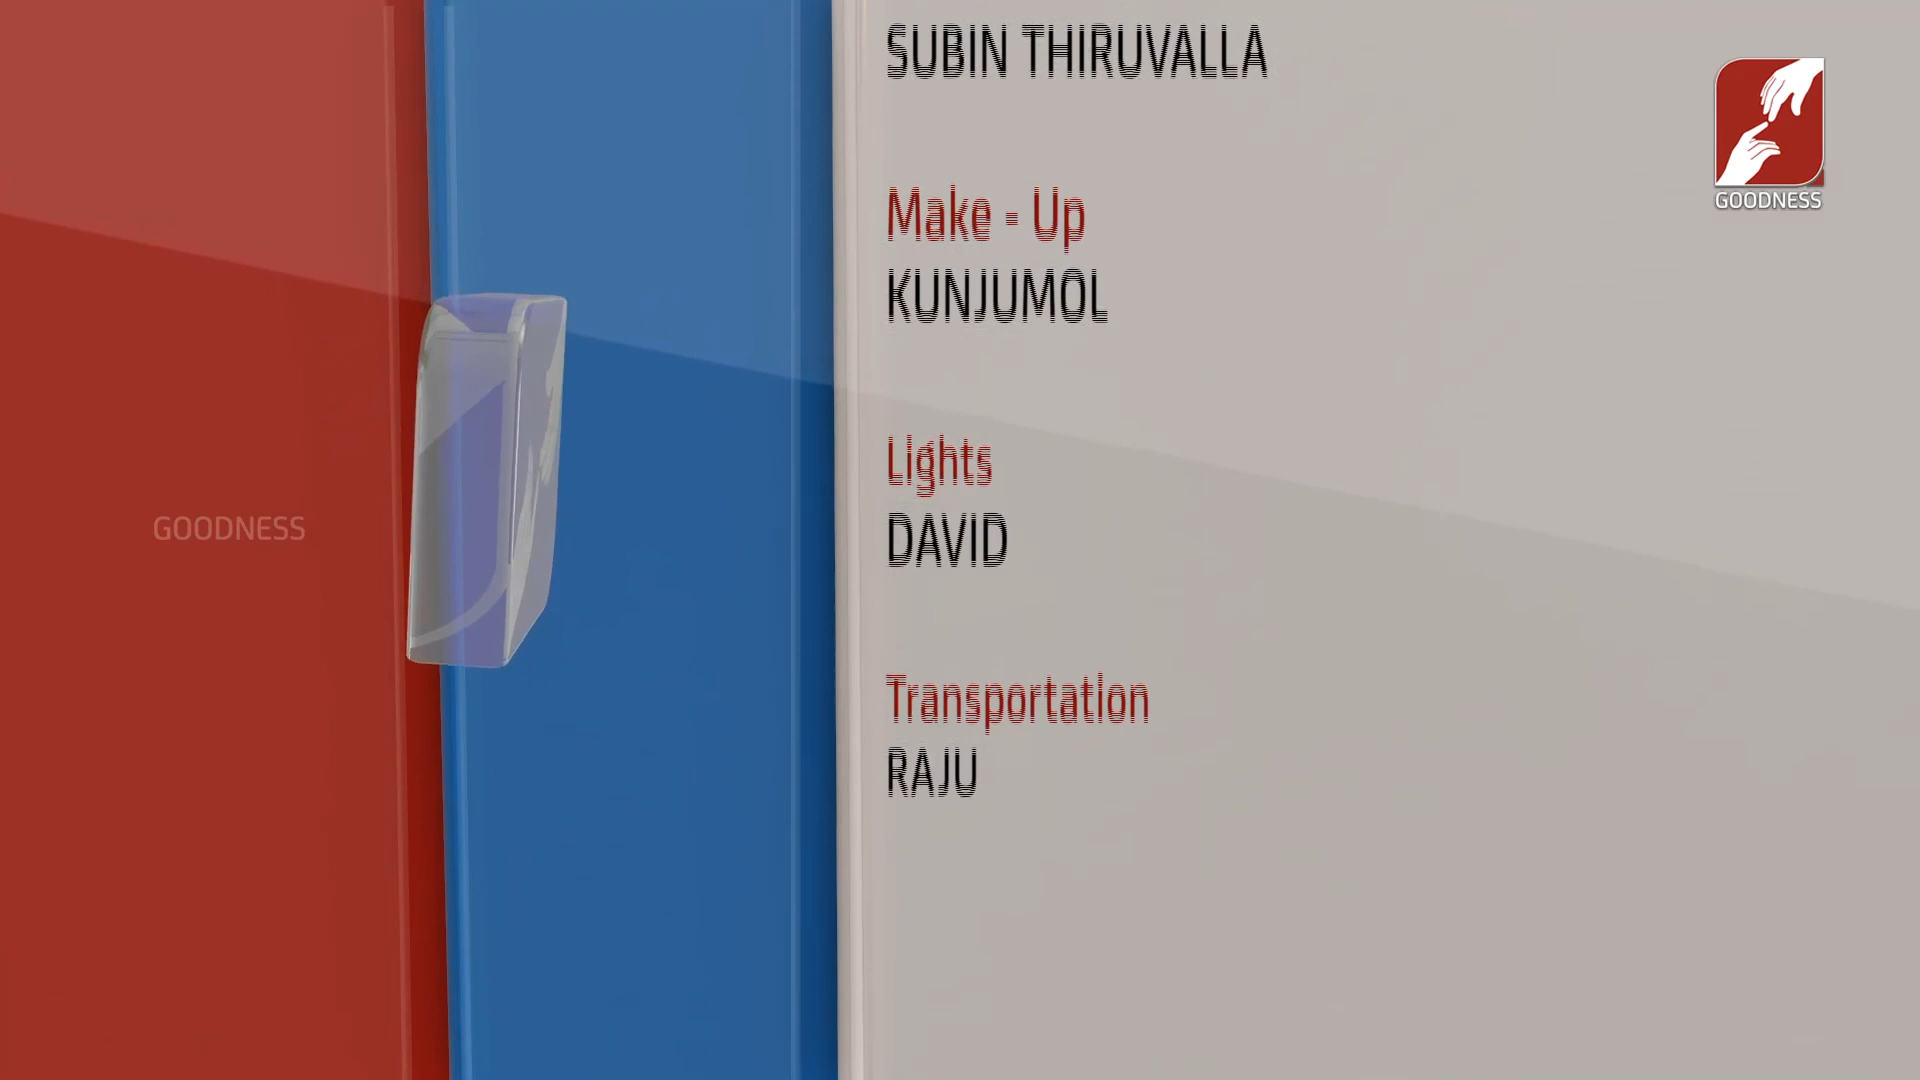 SUBIN THIRUVALLA
Make - Up
KUNJUMOL
Lights
DAVID
Transportation
RAJU
GOODNESS
GOODNESS